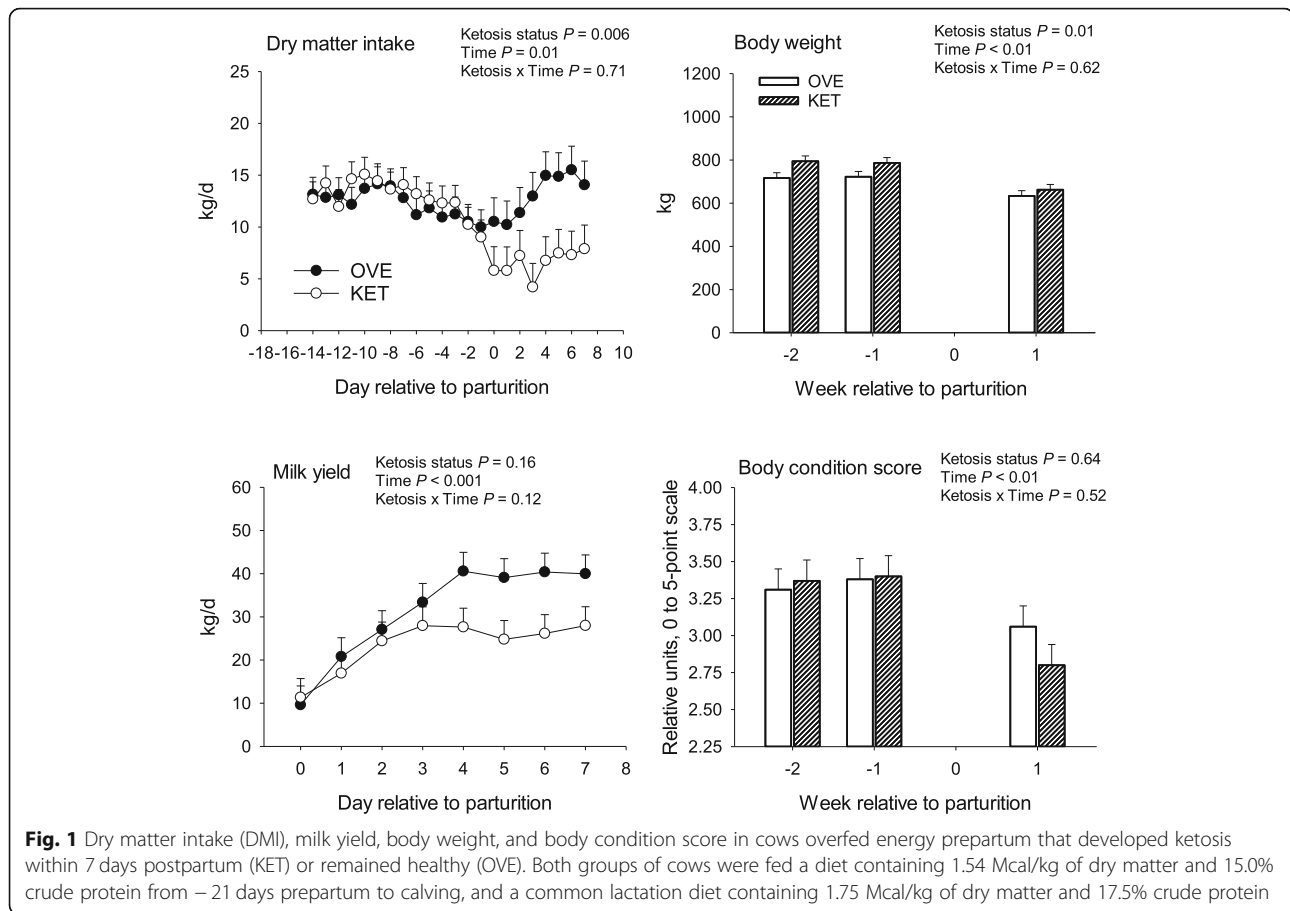 Dry matter intake
Ketosis status P = 0.006
Time P = 0.01
Ketosis x Time P = 0.71
25
20
15
10
5
0
kg/d
OVE
KET
-18-16-14-12-10 -8 -6 -4 -2 0 2 4 6 8 10
Day relative to parturition
Body weight
Ketosis status P = 0.01
Time P < 0.01
Ketosis x Time P = 0.62
1200
1000
800
600
400
200
0
kg
OVE
KET
-2 -1 0 1
Week relative to parturition
Milk yield
Ketosis status P = 0.16
Time P < 0.001
Ketosis x Time P = 0.12
60
50
40
30
20
10
0
kg/d
0 1 2 3 4 5 6 7 8
Day relative to parturition
Body condition score
Ketosis status P = 0.64
Time P < 0.01
Ketosis x Time P = 0.52
4.00
3.75
3.50
3.25
3.00
2.75
2.50
2.25
Relative units, 0 to 5-point scale
-2 -1 0 1
Week relative to parturition
Fig. 1 Dry matter intake (DMI), milk yield, body weight, and body condition score in cows overfed energy prepartum that developed ketosis
within 7 days postpartum (KET) or remained healthy (OVE). Both groups of cows were fed a diet containing 1.54 Mcal/kg of dry matter and 15.0%
crude protein from − 21 days prepartum to calving, and a common lactation diet containing 1.75 Mcal/kg of dry matter and 17.5% crude protein